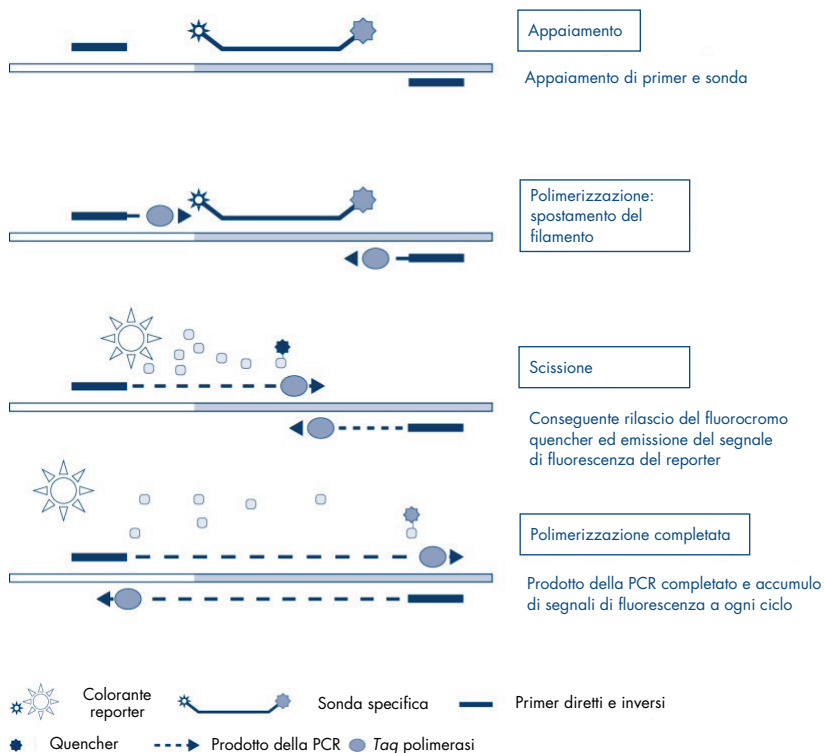 Appaiamento
Appaiamento di primer e sonda
Polimerizzazione:
spostamento del
filamento
Scissione
Conseguente rilascio del fluorocromo
quencher ed emissione del segnale
di fluorescenza del reporter
Polimerizzazione completata
Prodotto della PCR completato e accumulo
di segnali di fluorescenza a ogni ciclo
Colorante
reporter
Sonda specifica
Primer diretti e inversi
Quencher
Prodotto della PCR
Taq polimerasi